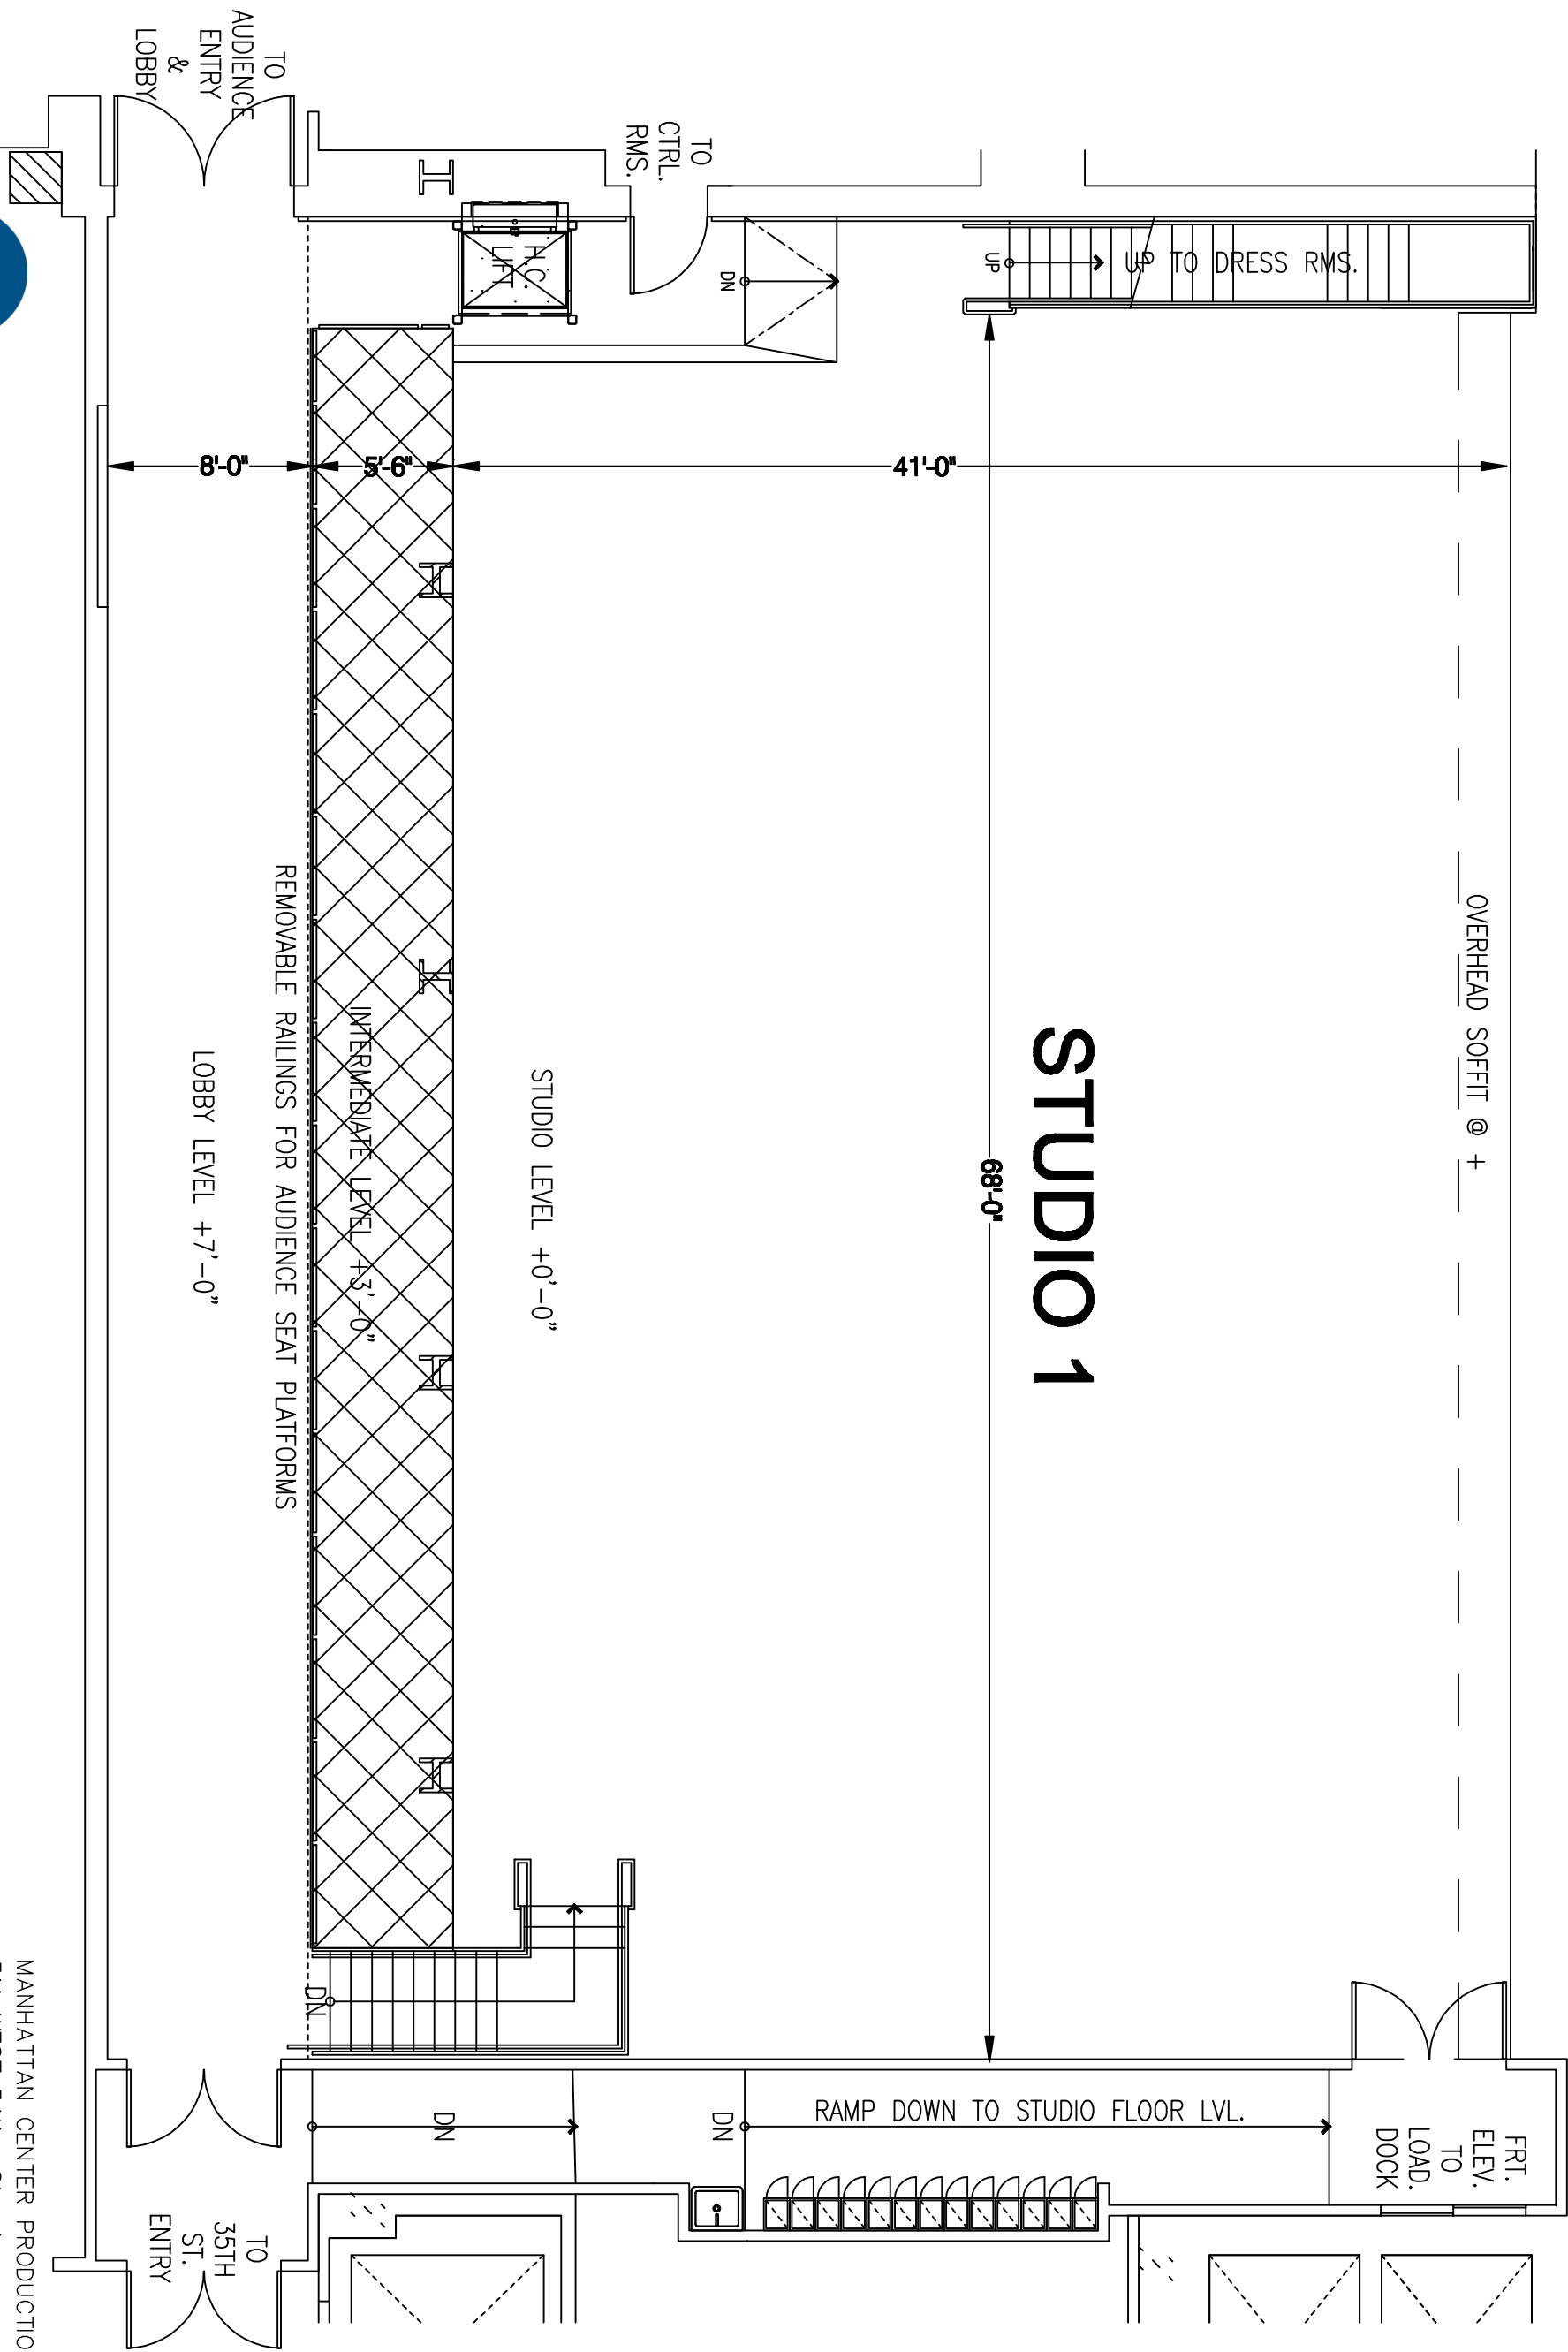 OVERHEAD SOFFIT @ +
UP TO DRESS RMS.
UP
STUDIO 1
68'-0"
41'-0"
DN
TO
CTRL.
RMS.
H.C.
LIFT
STUDIO LEVEL +0'-0"
5'-6"
INTERMEDIATE LEVEL +3'-0"
REMOVABLE RAILINGS FOR AUDIENCE SEAT PLATFORMS
8'-0"
LOBBY LEVEL +7'-0"
TO
AUDIENCE
ENTRY
&
LOBBY
DN
FRT.
ELEV.
TO
LOAD.
DOCK
RAMP DOWN TO STUDIO FLOOR LVL.
DN
DN
TO
35TH
ST.
ENTRY
MANHATTAN CENTER PRODUCTIO